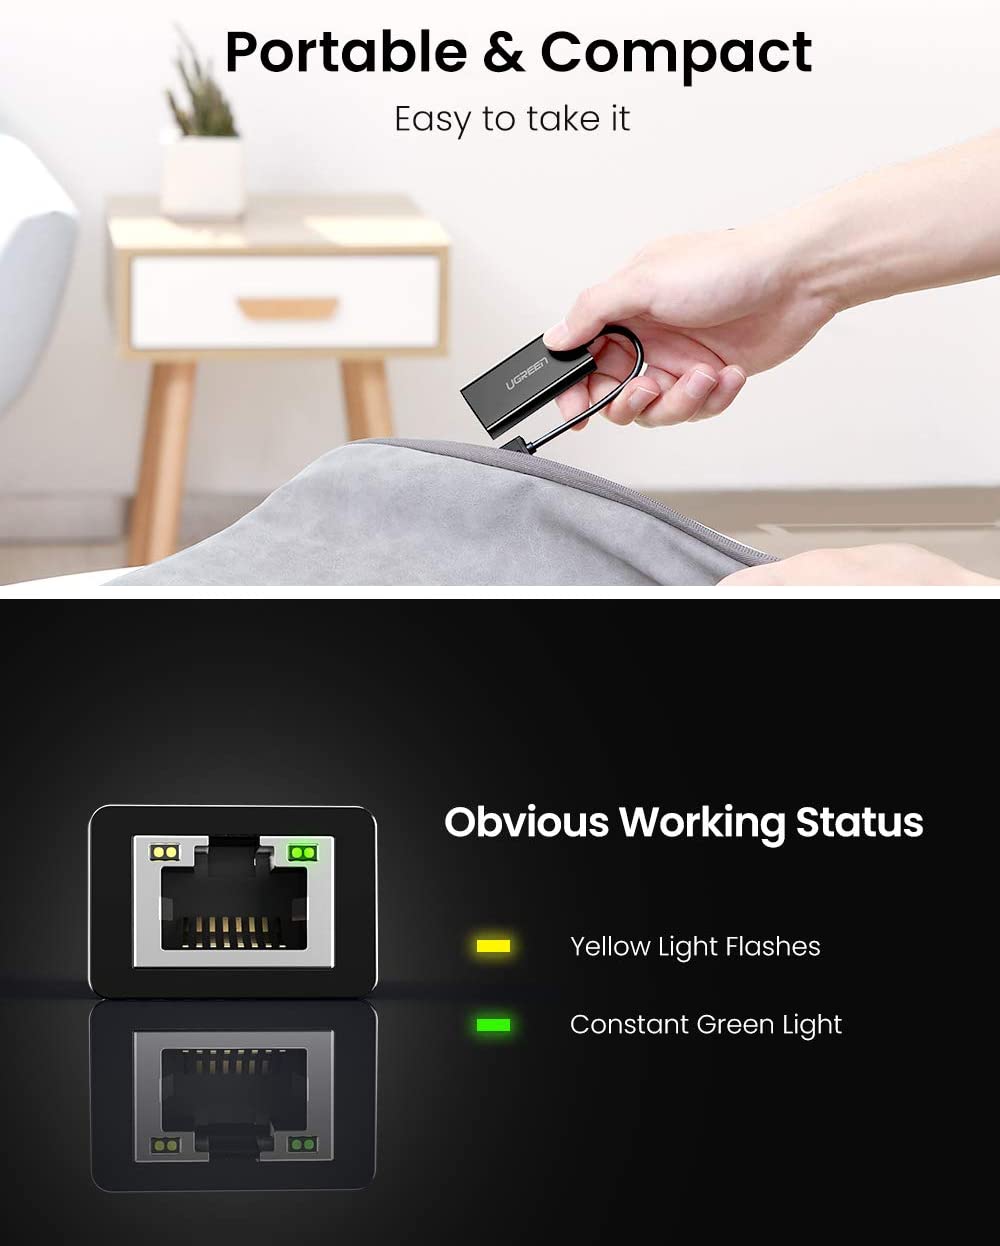 Portable & Compact
Easy to take it
UGREEN
Obvious Working Status
Yellow Light Flashes
Constant Green Light